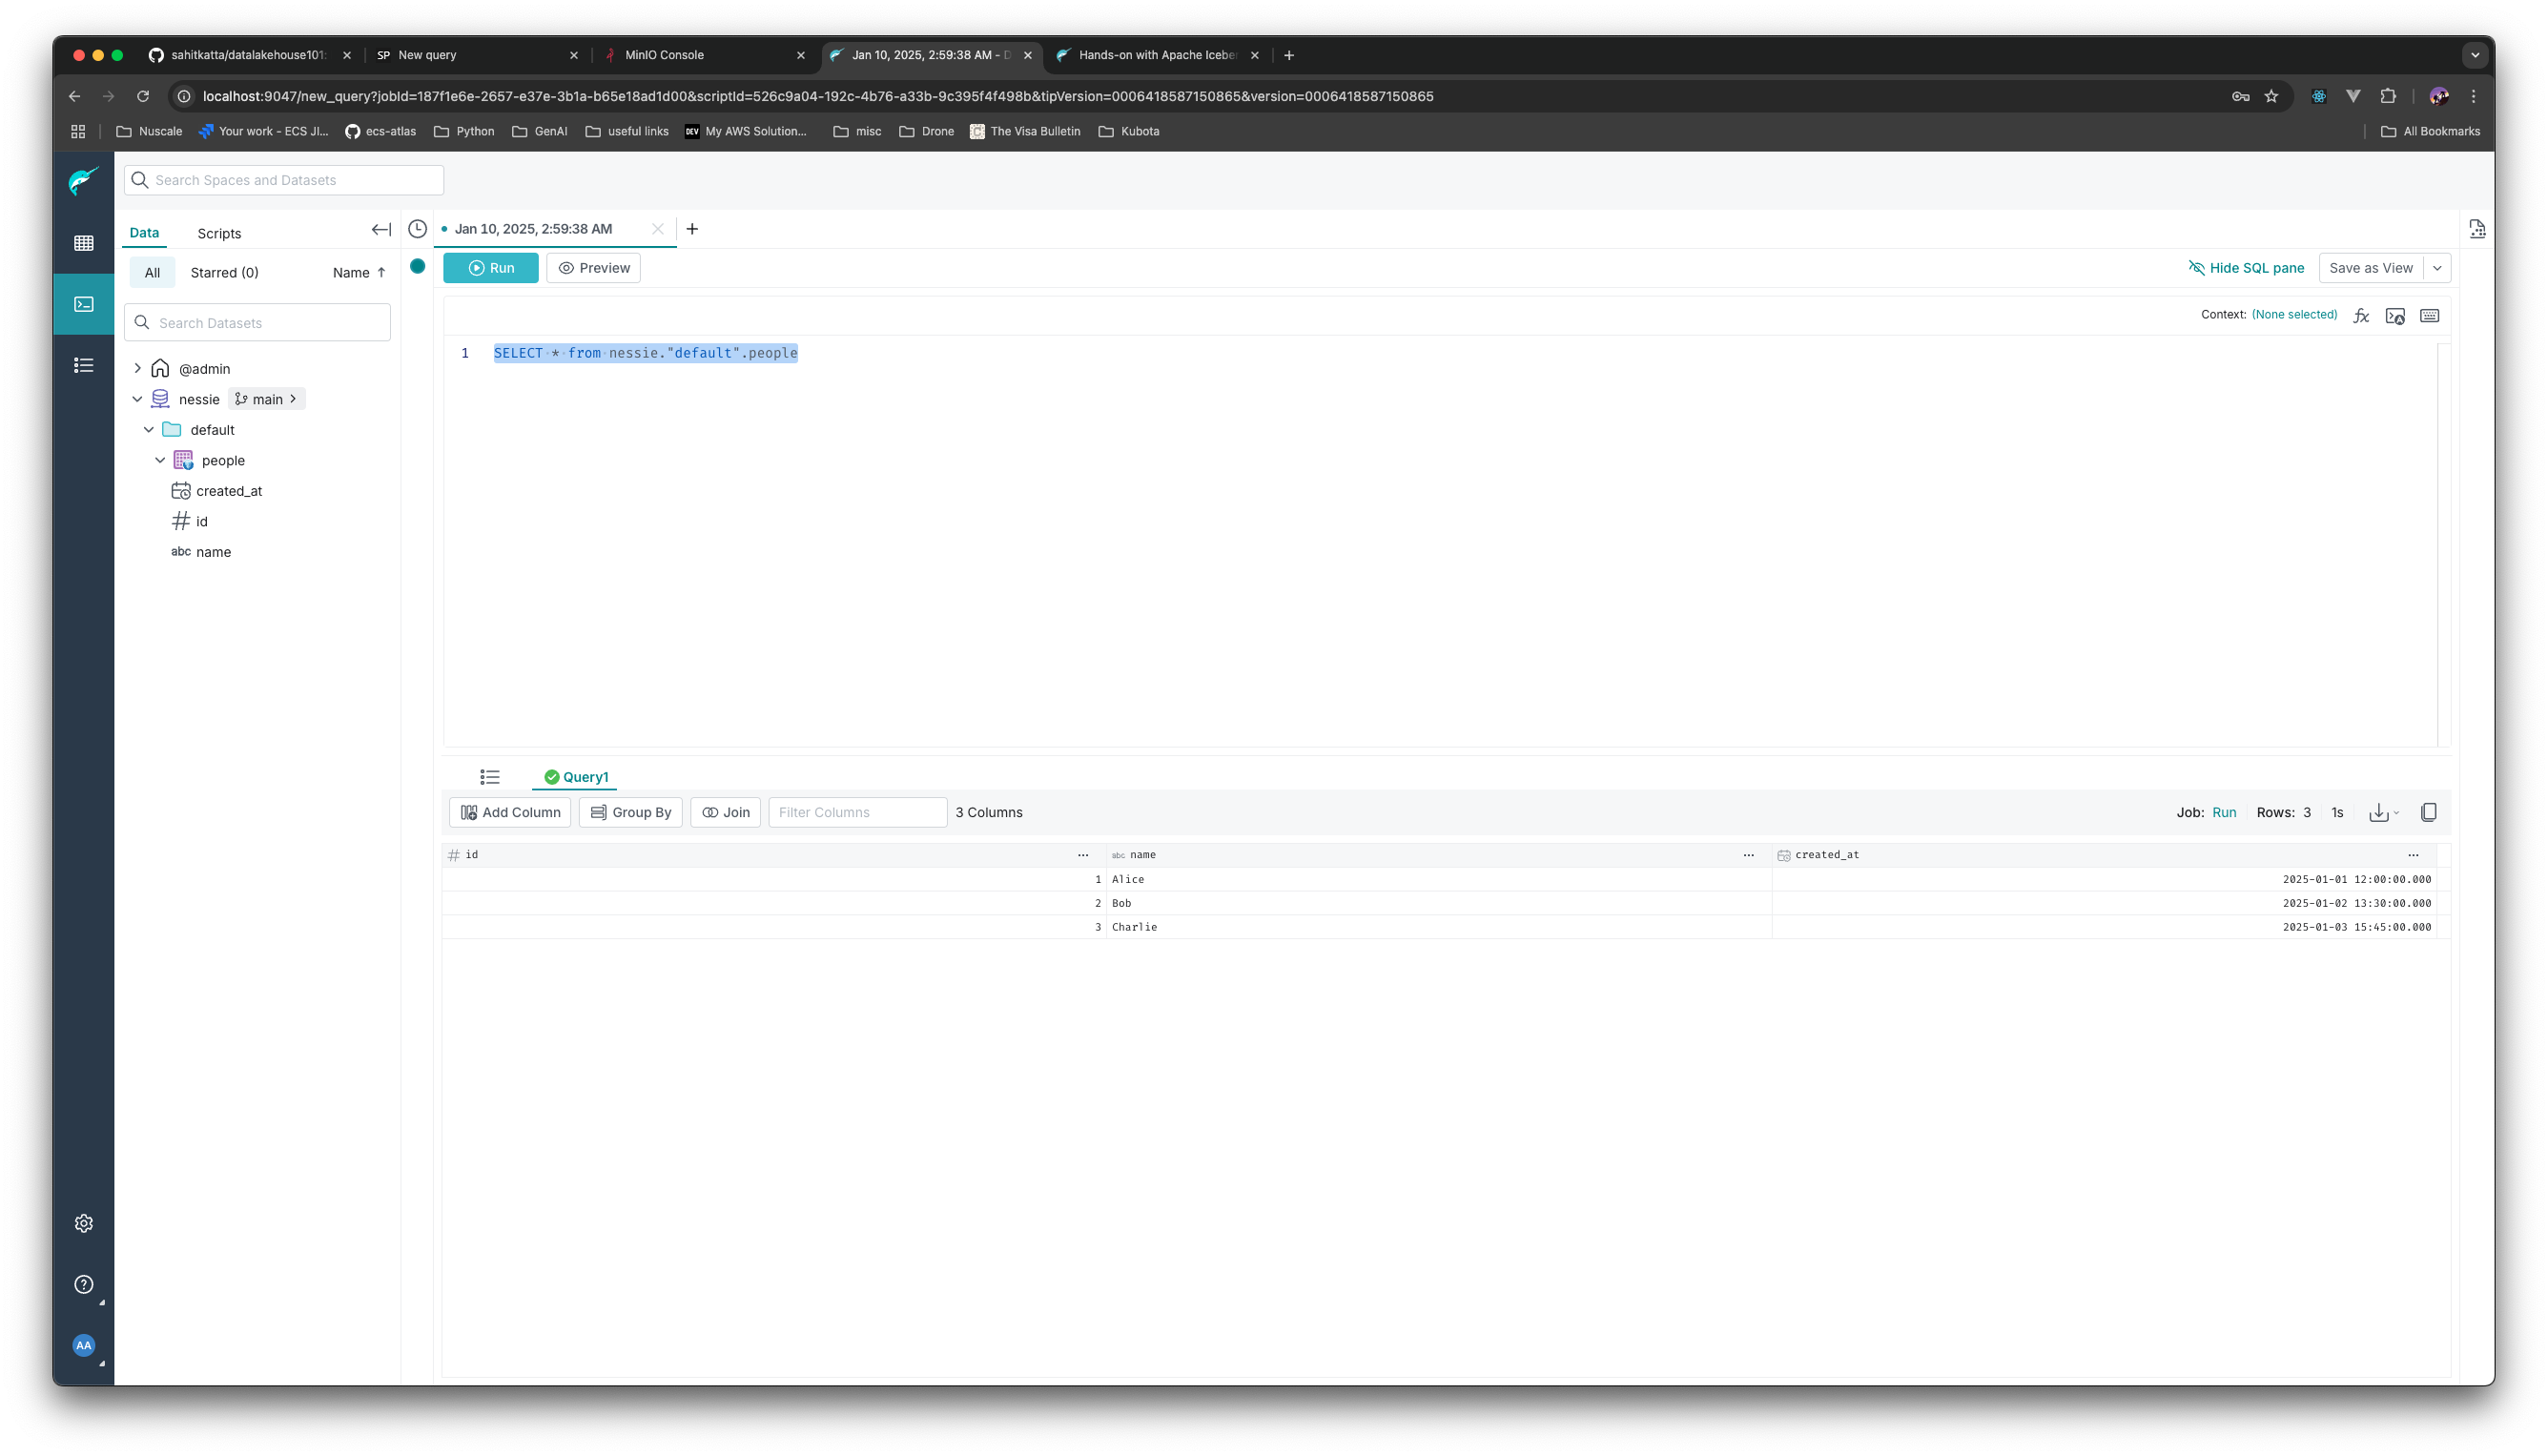 sahitkatta/datalakehouse101:
SP New query
MinIO Console
Jan 10, 2025, 2:59:38 AM - D
Hands-on with Apache Iceber
localhost:9047/new_query?jobId=187f1e6e-2657-e37e-3b1a-b65e18ad1d00&scriptId=526c9a04-192c-4b76-a33b-9c395f4f498b&tipVersion=0006418587150865&version=0006418587150865
Nuscale Your work - ECS JI... ecs-atlas Python GenAI useful links DEV My AWS Solution... misc Drone The Visa Bulletin Kubota All Bookmarks
Search Spaces and Datasets
Data Scripts
Jan 10, 2025, 2:59:38 AM
All Starred (0) Name
Run Preview Hide SQL pane Save as View
Search Datasets
Context: (None selected) fx
1 SELECT * from nessie."default".people
@admin
nessie main
default
people
created_at
id
abc name
Query1
Add Column Group By Join Filter Columns 3 Columns Job: Run Rows: 3 1s
# id abc name created_at
1 Alice 2025-01-01 12:00:00.000
2 Bob 2025-01-02 13:30:00.000
3 Charlie 2025-01-03 15:45:00.000
AA